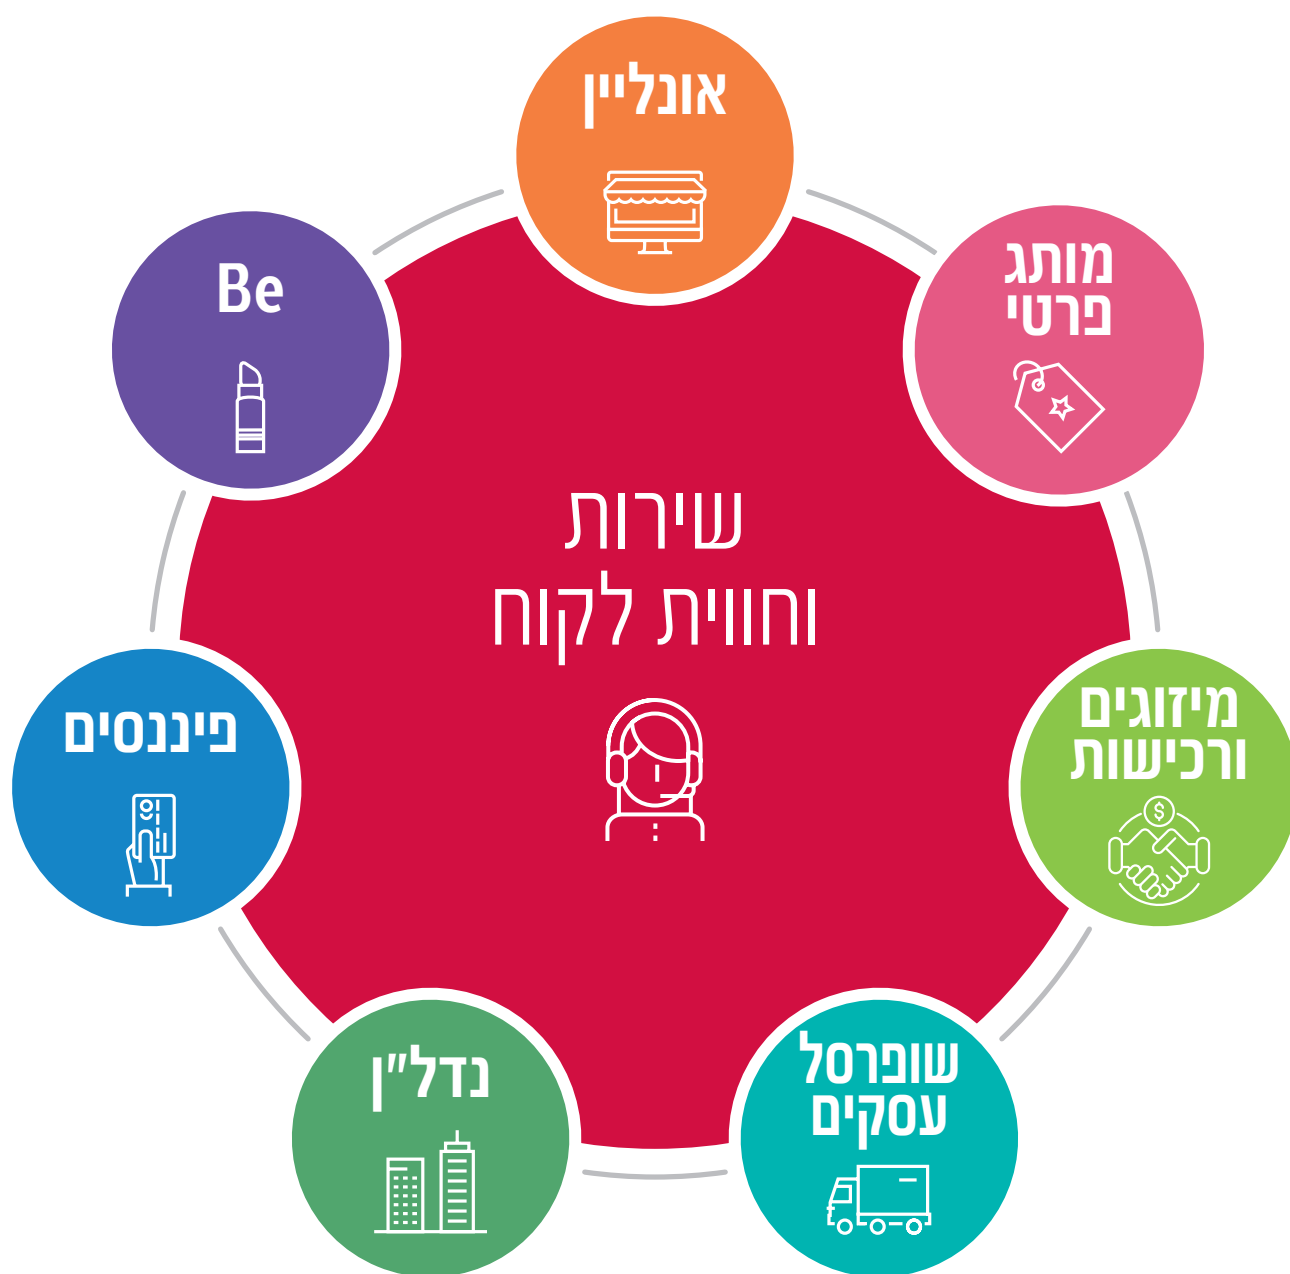 אונליין
מותג
פרטי
מיזוגים
ורכישות
שופרסל
עסקים
נדל"ן
פיננסים
Be
שירות
וחווית לקוח